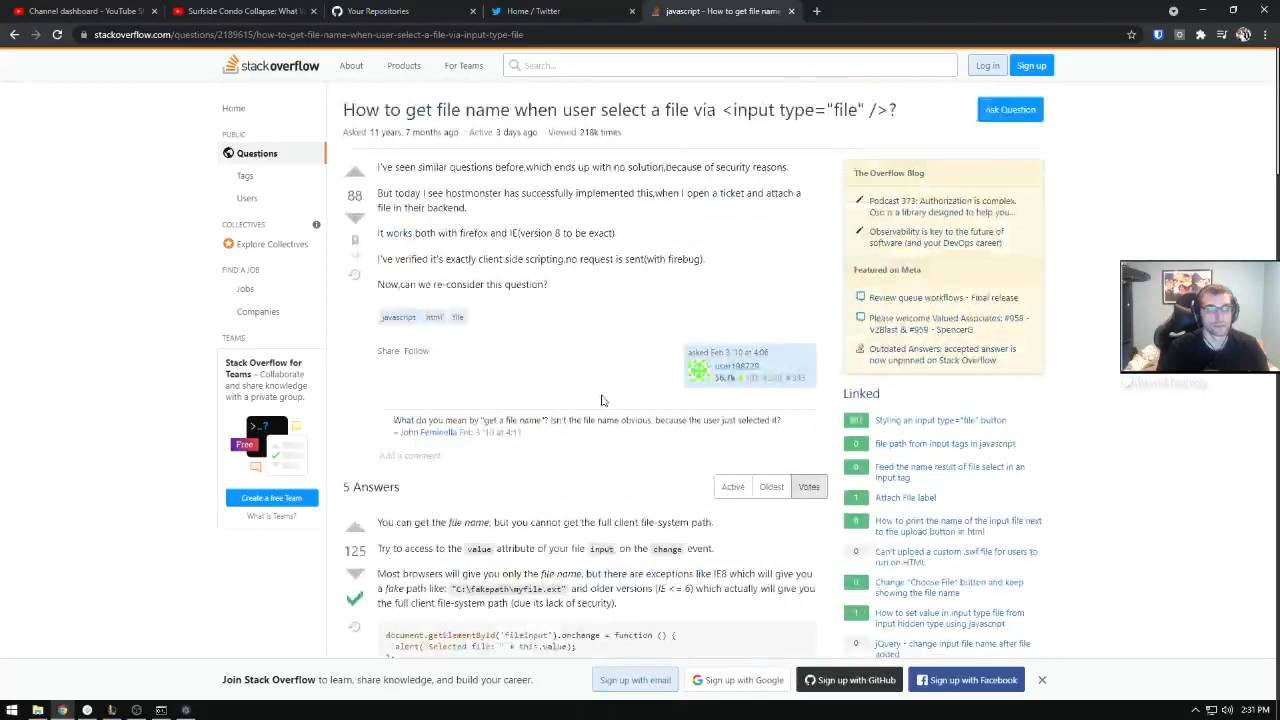 Channel dashboard - YouTube St
Surfside Condo Collapse: What V
Your Repositories
Home / Twitter
javascript - How to get file name
stackoverflow.com/questions/2189615/how-to-get-file-name-when-user-select-a-file-via-input-type-file
stackoverflow
About
Products
For Teams
Search...
Log in
Sign up
Home
PUBLIC
Questions
Tags
Users
COLLECTIVES
Explore Collectives
FIND A JOB
Jobs
Companies
TEAMS
Stack Overflow for
Teams – Collaborate
and share knowledge
with a private group.
Free
Create a free Team
What is Teams?
How to get file name when user select a file via <input type="file" />?
Ask Question
Asked 11 years, 7 months ago Active 3 days ago Viewed 218k times
88
I've seen similar questions before,which ends up with no solution,because of security reasons.
But today I see hostmonster has successfully implemented this,when I open a ticket and attach a
file in their backend.
It works both with firefox and IE(version 8 to be exact).
I've verified it's exactly client side scripting,no request is sent(with firebug).
Now,can we re-consider this question?
javascript html file
Share Follow
asked Feb 3 '10 at 4:06
user198729
What do you mean by "get a file name"? Isn't the file name obvious, because the user just selected it?
– John Feminella Feb 3 '10 at 4:11
Add a comment
5 Answers
Active
Oldest
Votes
125
You can get the file name, but you cannot get the full client file-system path.
Try to access to the value attribute of your file input on the change event.
Most browsers will give you only the file name, but there are exceptions like IE8 which will give you
a fake path like: "C:\fakepath\myfile.ext" and older versions (IE <= 6) which actually will give you
the full client file-system path (due its lack of security).
document.getElementById('fileInput').onchange = function () {
alert('Selected file: ' + this.value);
The Overflow Blog
Podcast 373: Authorization is complex.
Oso is a library designed to help you...
Observability is key to the future of
software (and your DevOps career)
Featured on Meta
Review queue workflows - Final release
Please welcome Valued Associates: #958 -
V2Blast & #959 - SpencerG
Outdated Answers: accepted answer is
now unpinned on Stack Overflow
Linked
Styling an input type="file" button
0 file path from input tags in javascript
0 Feed the name result of file select in an
input tag
1 Attach File label
How to print the name of the input file next
to the upload button in html
0 Can't upload a custom .swf file for users to
run on HTML
Change "Choose File" button and keep
showing the file name
1 How to set value in input type file from
input hidden type using javascript
0 jQuery - change input file name after
file added
Join Stack Overflow to learn, share knowledge, and build your career.
Sign up with email
Sign up with Google
Sign up with GitHub
Sign up with Facebook
2:31 PM